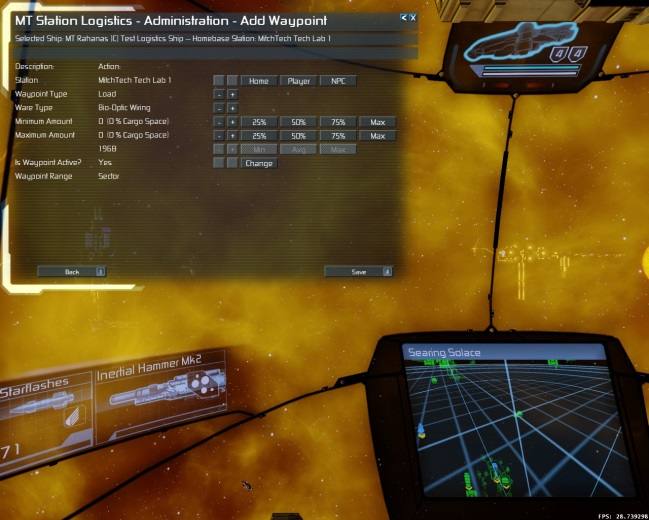 MT Station Logistics - Administration - Add Waypoint
< X
Selected Ship: MT Rahanas (C) Test Logistics Ship -- Homebase Station: MitchTech Tech Lab 1
Description: Action:
Station MitchTech Tech Lab 1 Home Player NPC
Waypoint Type Load - +
Ware Type Bio-Optic Wiring - +
Minimum Amount 0 (0 % Cargo Space) - + 25% 50% 75% Max
Maximum Amount 0 (0 % Cargo Space) - + 25% 50% 75% Max
1968 - + Min Avg Max
Is Waypoint Active? Yes Change
Waypoint Range Sector
Back Save
4 4
Searing Solace
Starflashes
71
Inertial Hammer Mk2
FPS: 28.739298